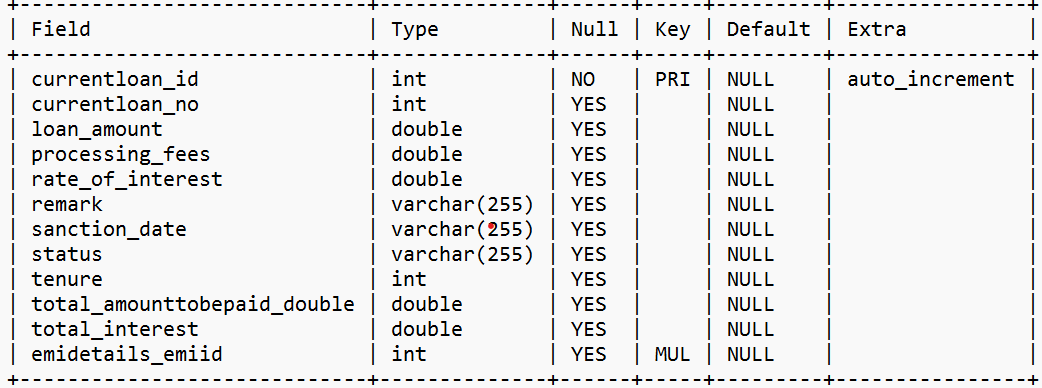 +------------------------------+--------------+------+-----+---------+----------------+
| Field                        | Type         | Null | Key | Default | Extra          |
+------------------------------+--------------+------+-----+---------+----------------+
| currentloan_id               | int          | NO   | PRI | NULL    | auto_increment |
| currentloan_no               | int          | YES  |     | NULL    |                |
| loan_amount                  | double       | YES  |     | NULL    |                |
| processing_fees              | double       | YES  |     | NULL    |                |
| rate_of_interest             | double       | YES  |     | NULL    |                |
| remark                       | varchar(255) | YES  |     | NULL    |                |
| sanction_date                | varchar(255) | YES  |     | NULL    |                |
| status                       | varchar(255) | YES  |     | NULL    |                |
| tenure                       | int          | YES  |     | NULL    |                |
| total_amounttobepaid_double  | double       | YES  |     | NULL    |                |
| total_interest               | double       | YES  |     | NULL    |                |
| emidetails_emiid             | int          | YES  | MUL | NULL    |                |
+------------------------------+--------------+------+-----+---------+----------------+